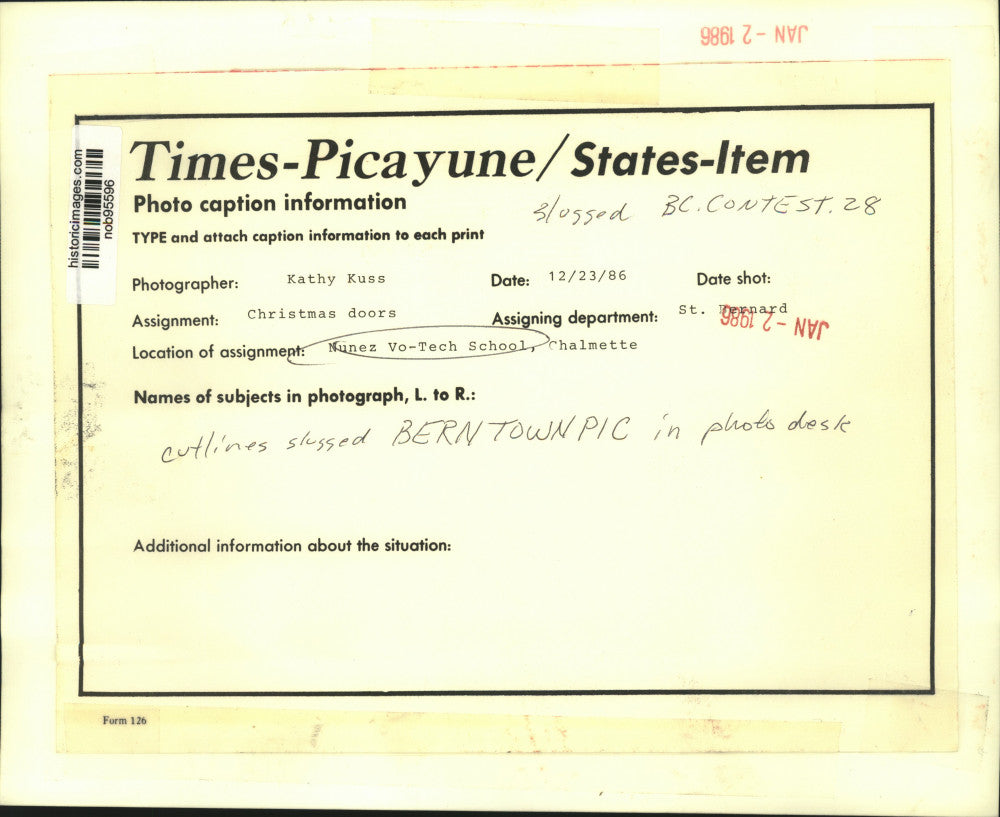 JAN - 2 1986
Times-Picayune/States-Item
Photo caption information
slugged BC.CONTEST.28
TYPE and attach caption information to each print
Photographer: Kathy Kuss Date: 12/23/86 Date shot:
Assignment: Christmas doors Assigning department: St. Bernard
JAN - 2 1986
Location of assignment: Nunez Vo-Tech School, Chalmette
Names of subjects in photograph, L. to R.:
cutlines slugged BERNTOWNPIC in photo desk
Additional information about the situation:
Form 126
historicimages.com
nob95596